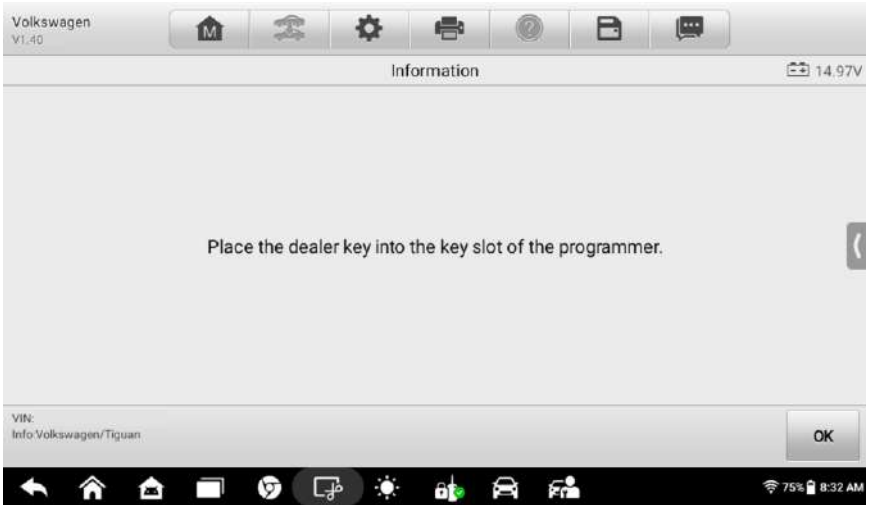 Volkswagen
V1.40
M
Information
14.97V
Place the dealer key into the key slot of the programmer.
VIN:
Info:Volkswagen/Tiguan
OK
75% 8:32 AM